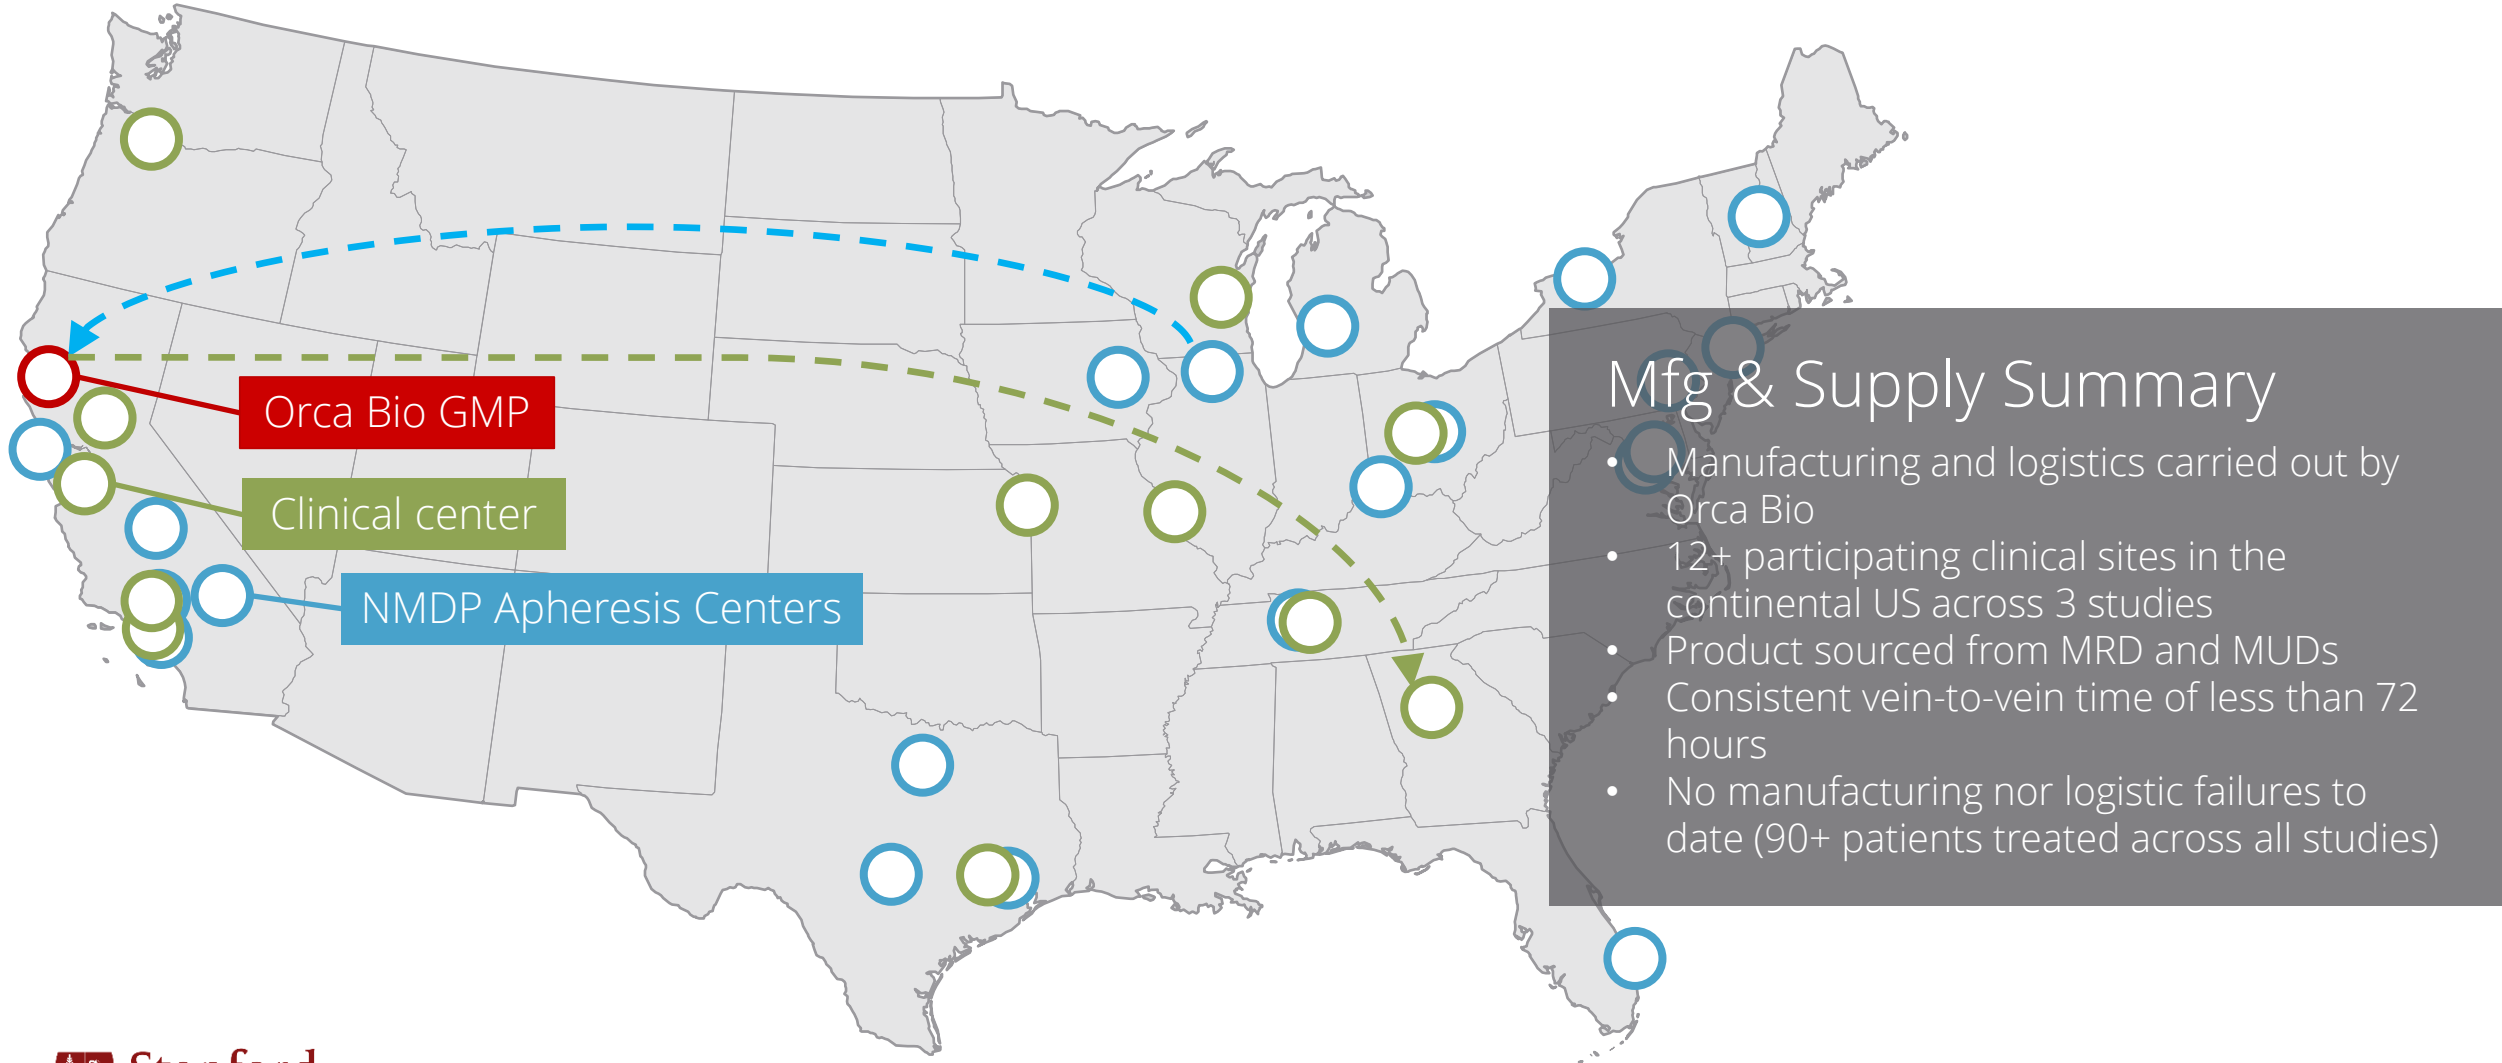 Orca Bio GMP
Clinical center
NMDP Apheresis Centers
Mfg & Supply Summary
• Manufacturing and logistics carried out by
Orca Bio
• 12+ participating clinical sites in the
continental US across 3 studies
• Product sourced from MRD and MUDs
• Consistent vein-to-vein time of less than 72
hours
• No manufacturing nor logistic failures to
date (90+ patients treated across all studies)
Stanford